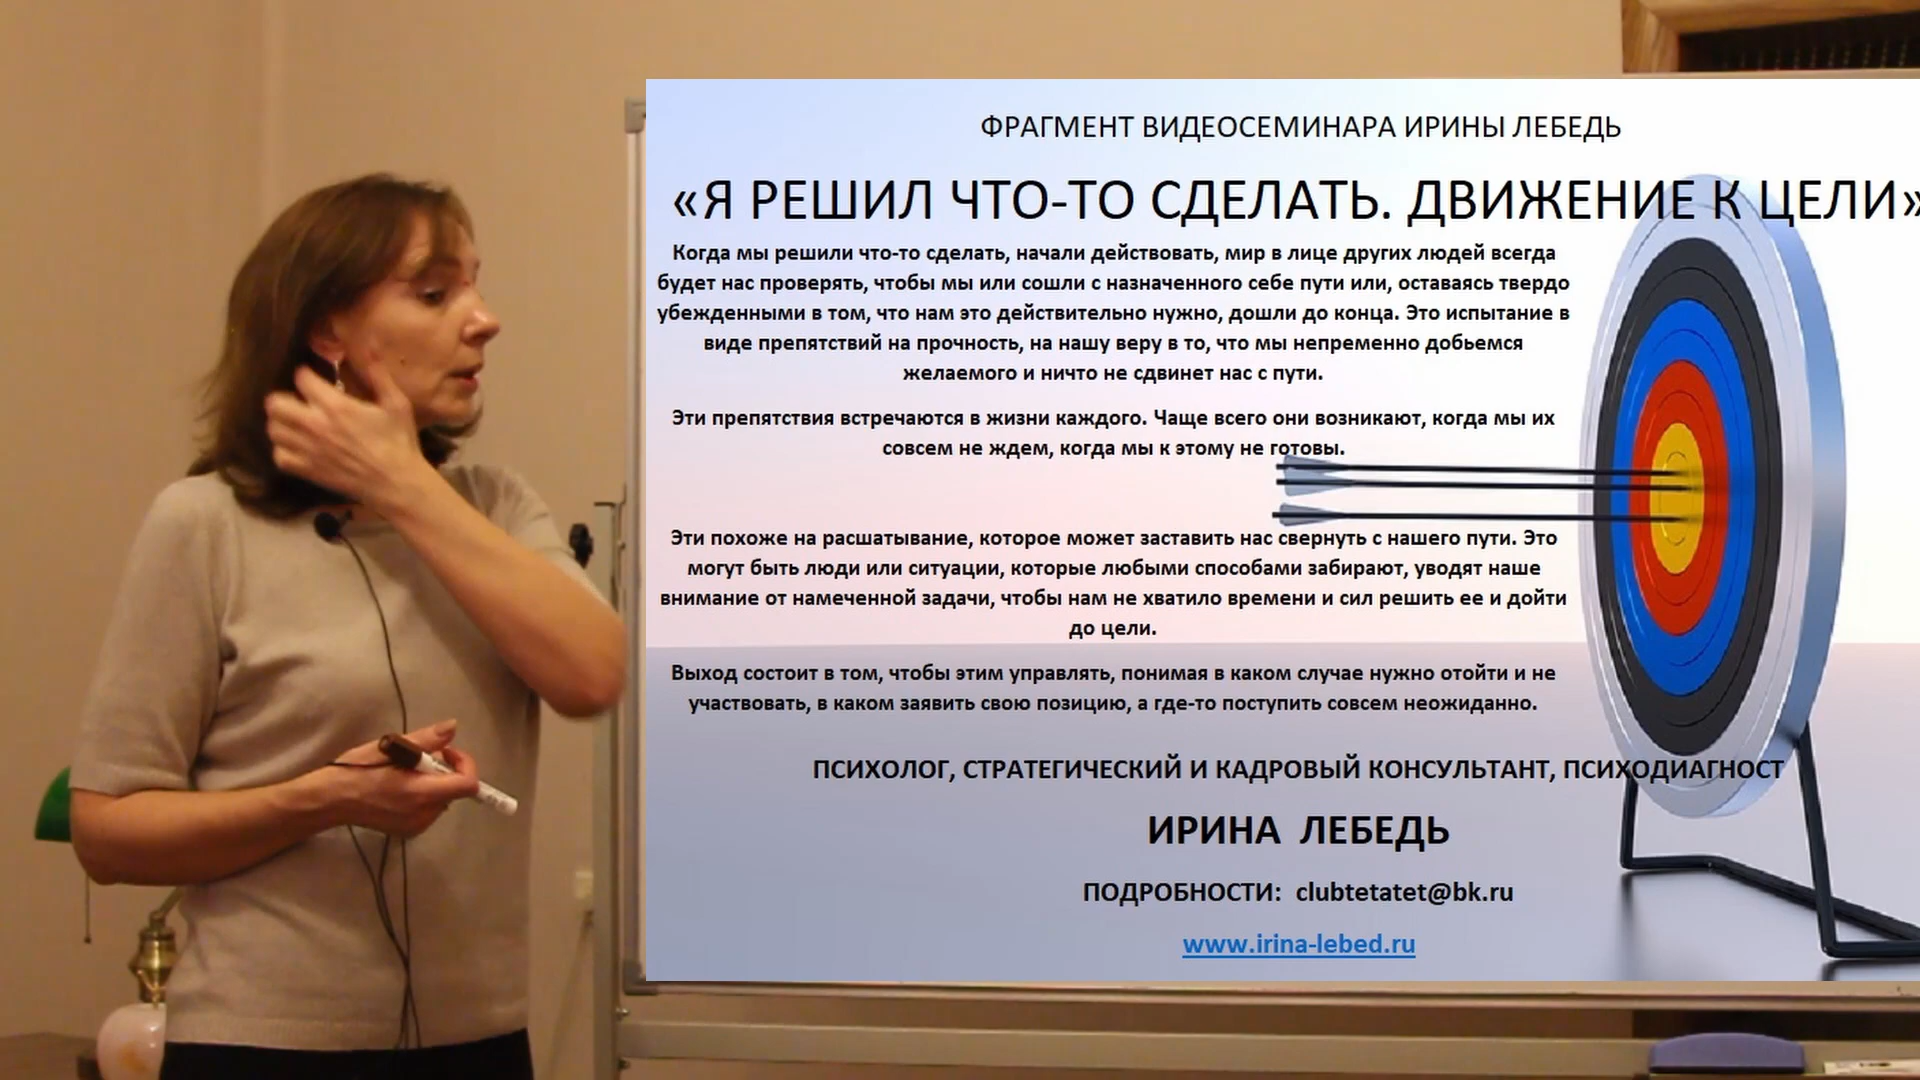 ФРАГМЕНТ ВИДЕОСЕМИНАРА ИРИНЫ ЛЕБЕДЬ
«Я РЕШИЛ ЧТО-ТО СДЕЛАТЬ. ДВИЖЕНИЕ К ЦЕЛИ»
Когда мы решили что-то сделать, начали действовать, мир в лице других людей всегда
будет нас проверять, чтобы мы или сошли с назначенного себе пути или, оставаясь твердо
убежденными в том, что нам это действительно нужно, дошли до конца. Это испытание в
виде препятствий на прочность, на нашу веру в то, что мы непременно добьемся
желаемого и ничто не сдвинет нас с пути.
Эти препятствия встречаются в жизни каждого. Чаще всего они возникают, когда мы их
совсем не ждем, когда мы к этому не готовы.
Эти похоже на расшатывание, которое может заставить нас свернуть с нашего пути. Это
могут быть люди или ситуации, которые любыми способами забирают, уводят наше
внимание от намеченной задачи, чтобы нам не хватило времени и сил решить ее и дойти
до цели.
Выход состоит в том, чтобы этим управлять, понимая в каком случае нужно отойти и не
участвовать, в каком заявить свою позицию, а где-то поступить совсем неожиданно.
ПСИХОЛОГ, СТРАТЕГИЧЕСКИЙ И КАДРОВЫЙ КОНСУЛЬТАНТ, ПСИХОДИАГНОСТ
ИРИНА ЛЕБЕДЬ
ПОДРОБНОСТИ: clubtetatet@bk.ru
www.irina-lebed.ru